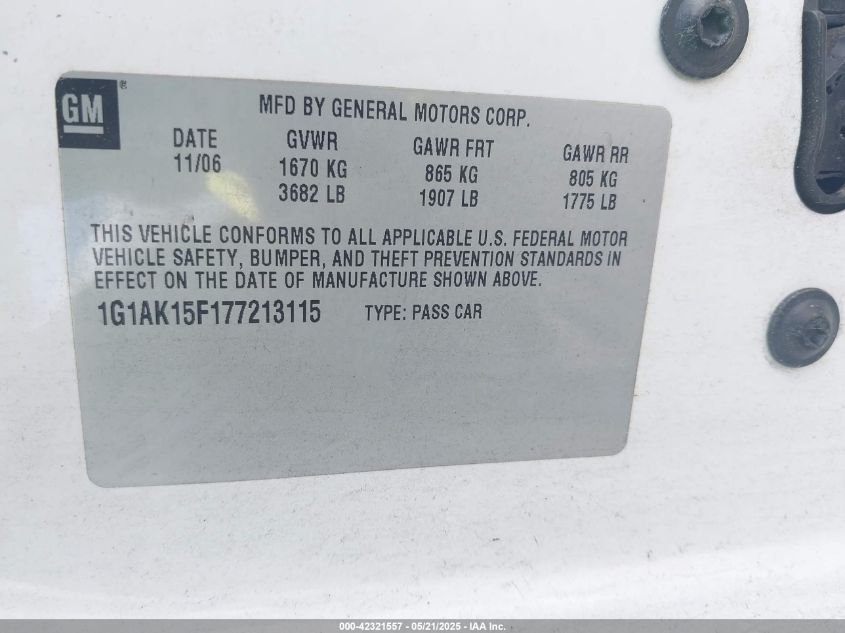 GM®
MFD BY GENERAL MOTORS CORP.
DATE GVWR GAWR FRT GAWR RR
11/06 1670 KG 865 KG 805 KG
3682 LB 1907 LB 1775 LB
THIS VEHICLE CONFORMS TO ALL APPLICABLE U.S. FEDERAL MOTOR
VEHICLE SAFETY, BUMPER, AND THEFT PREVENTION STANDARDS IN
EFFECT ON THE DATE OF MANUFACTURE SHOWN ABOVE.
1G1AK15F177213115 TYPE: PASS CAR
000-42321557 - 05/21/2025 - IAA Inc.